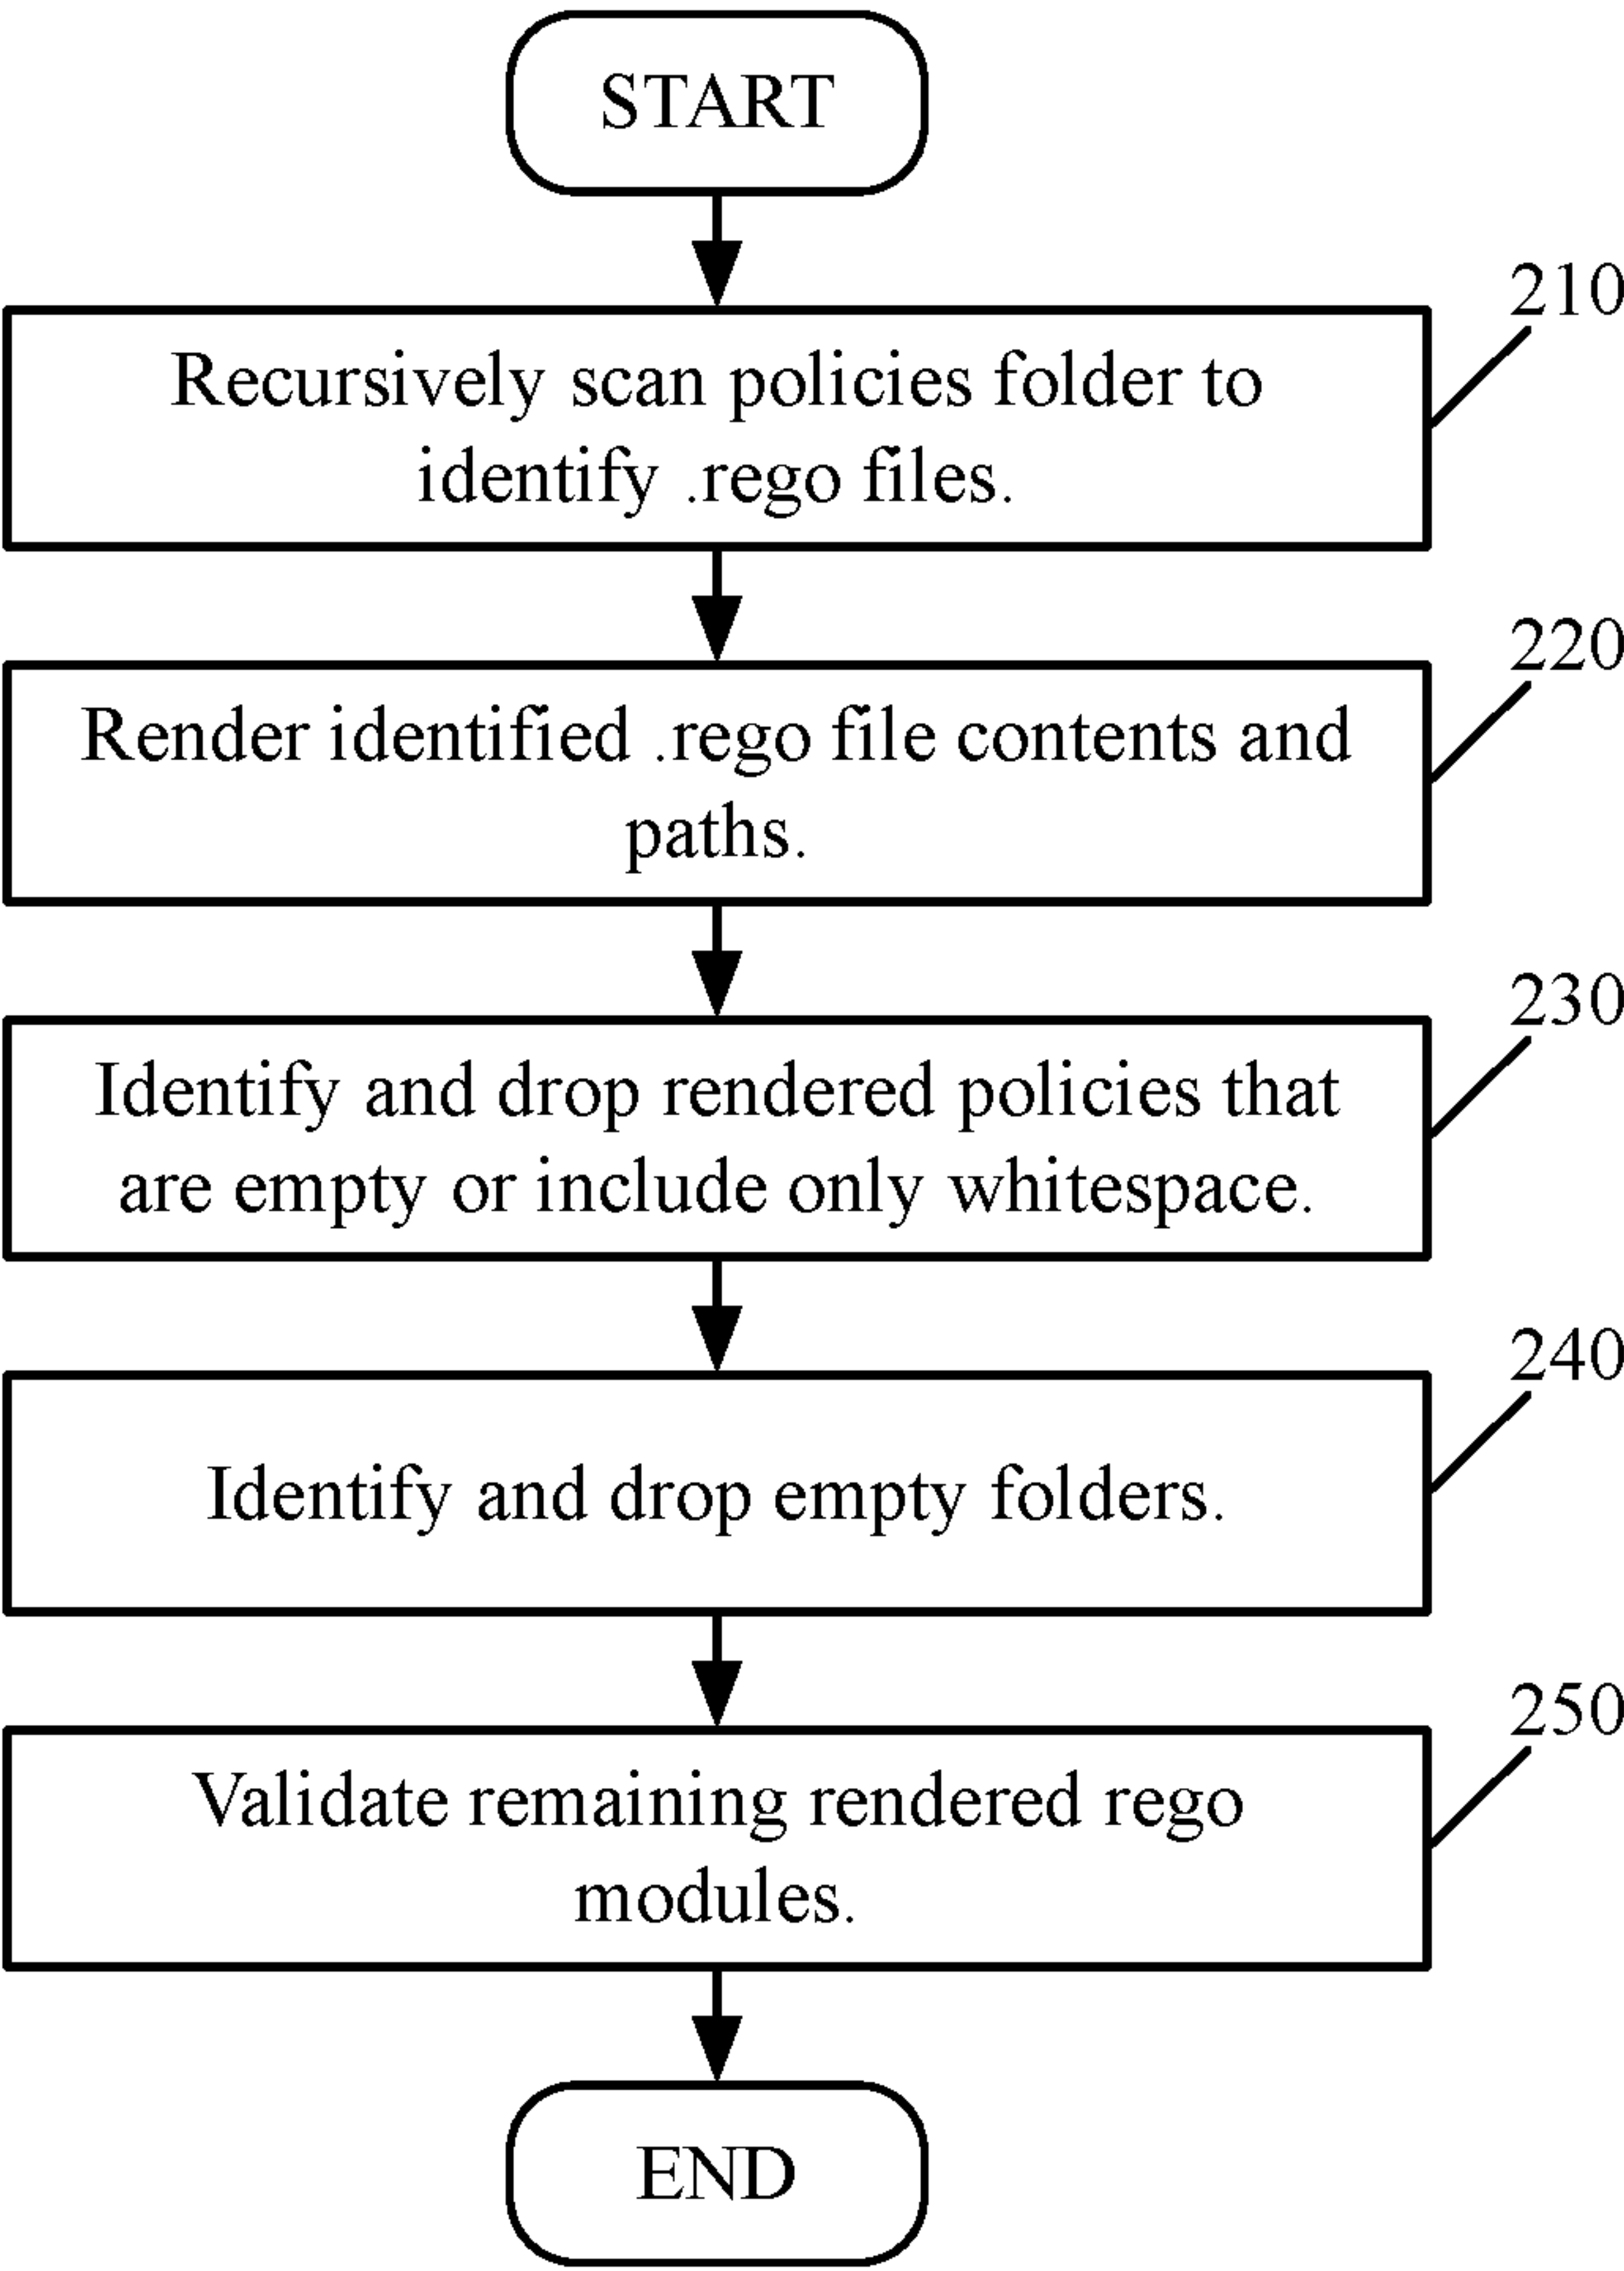 START
210
Recursively scan policies folder to
identify .rego files.
220
Render identified .rego file contents and
paths.
230
Identify and drop rendered policies that
are empty or include only whitespace.
240
Identify and drop empty folders.
250
Validate remaining rendered rego
modules.
END